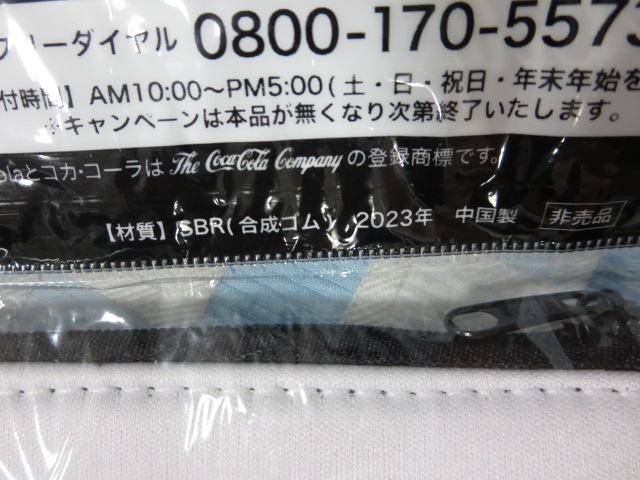 フリーダイヤル 0800-170-5573
付時間】AM10:00〜PM5:00(土・日・祝日・年末年始を
※キャンペーンは本品が無くなり次第終了いたします。
olaとコカ・コーラは The Coca-Cola Company の登録商標です。
【材質】SBR(合成ゴム) 2023年 中国製 非売品